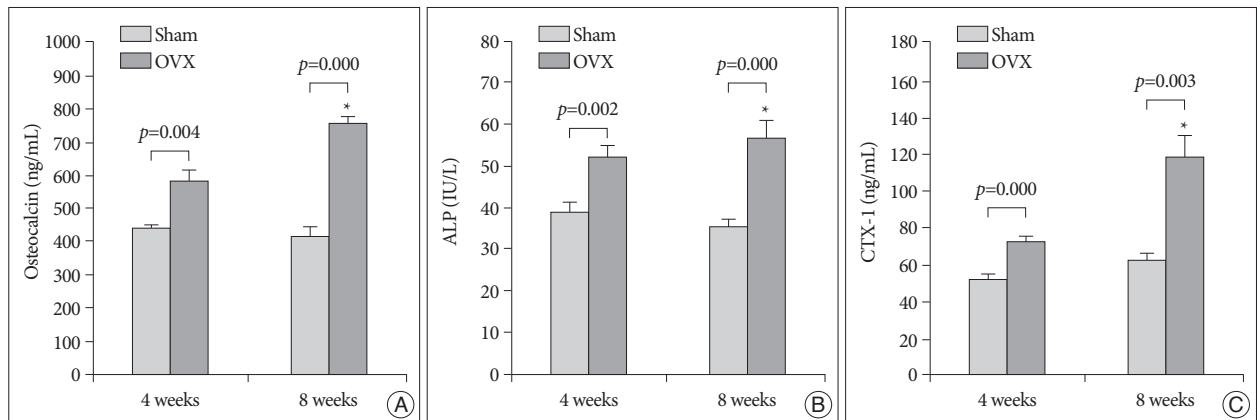 1000
900
800
700
600
500
400
300
200
100
0
Osteocalcin (ng/mL)
Sham
OVX
p=0.004
p=0.000
*
4 weeks
8 weeks
A
80
70
60
50
40
30
20
10
0
ALP (IU/L)
Sham
OVX
p=0.002
p=0.000
*
4 weeks
8 weeks
B
180
160
140
120
100
80
60
40
20
0
CTX-1 (ng/mL)
Sham
OVX
p=0.000
p=0.003
*
4 weeks
8 weeks
C